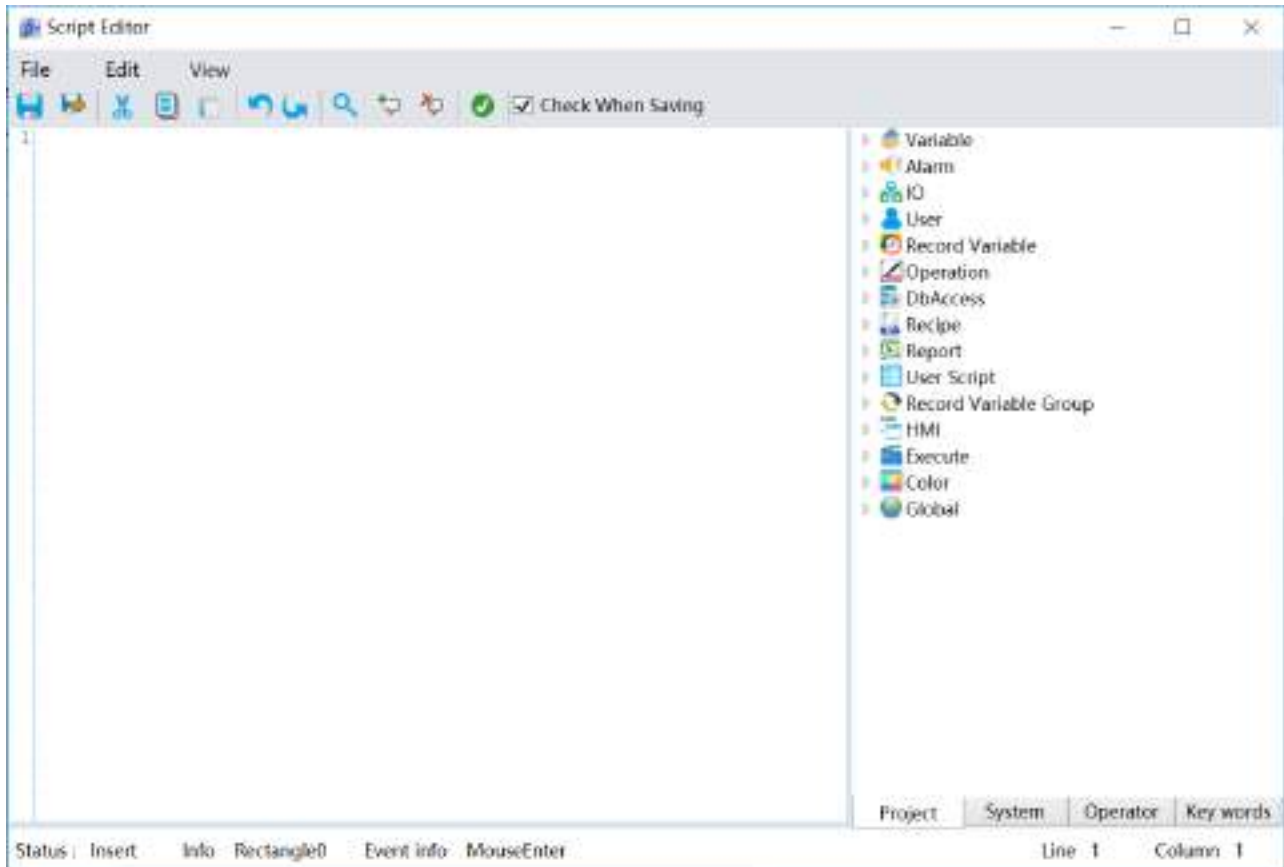 Script Editor
File Edit View
Check When Saving
1
Variable
Alarm
IO
User
Record Variable
Operation
DbAccess
Recipe
Report
User Script
Record Variable Group
HMI
Execute
Color
Global
Project System Operator Key words
Status : Insert Info Rectangle0 Event info MouseEnter Line 1 Column 1